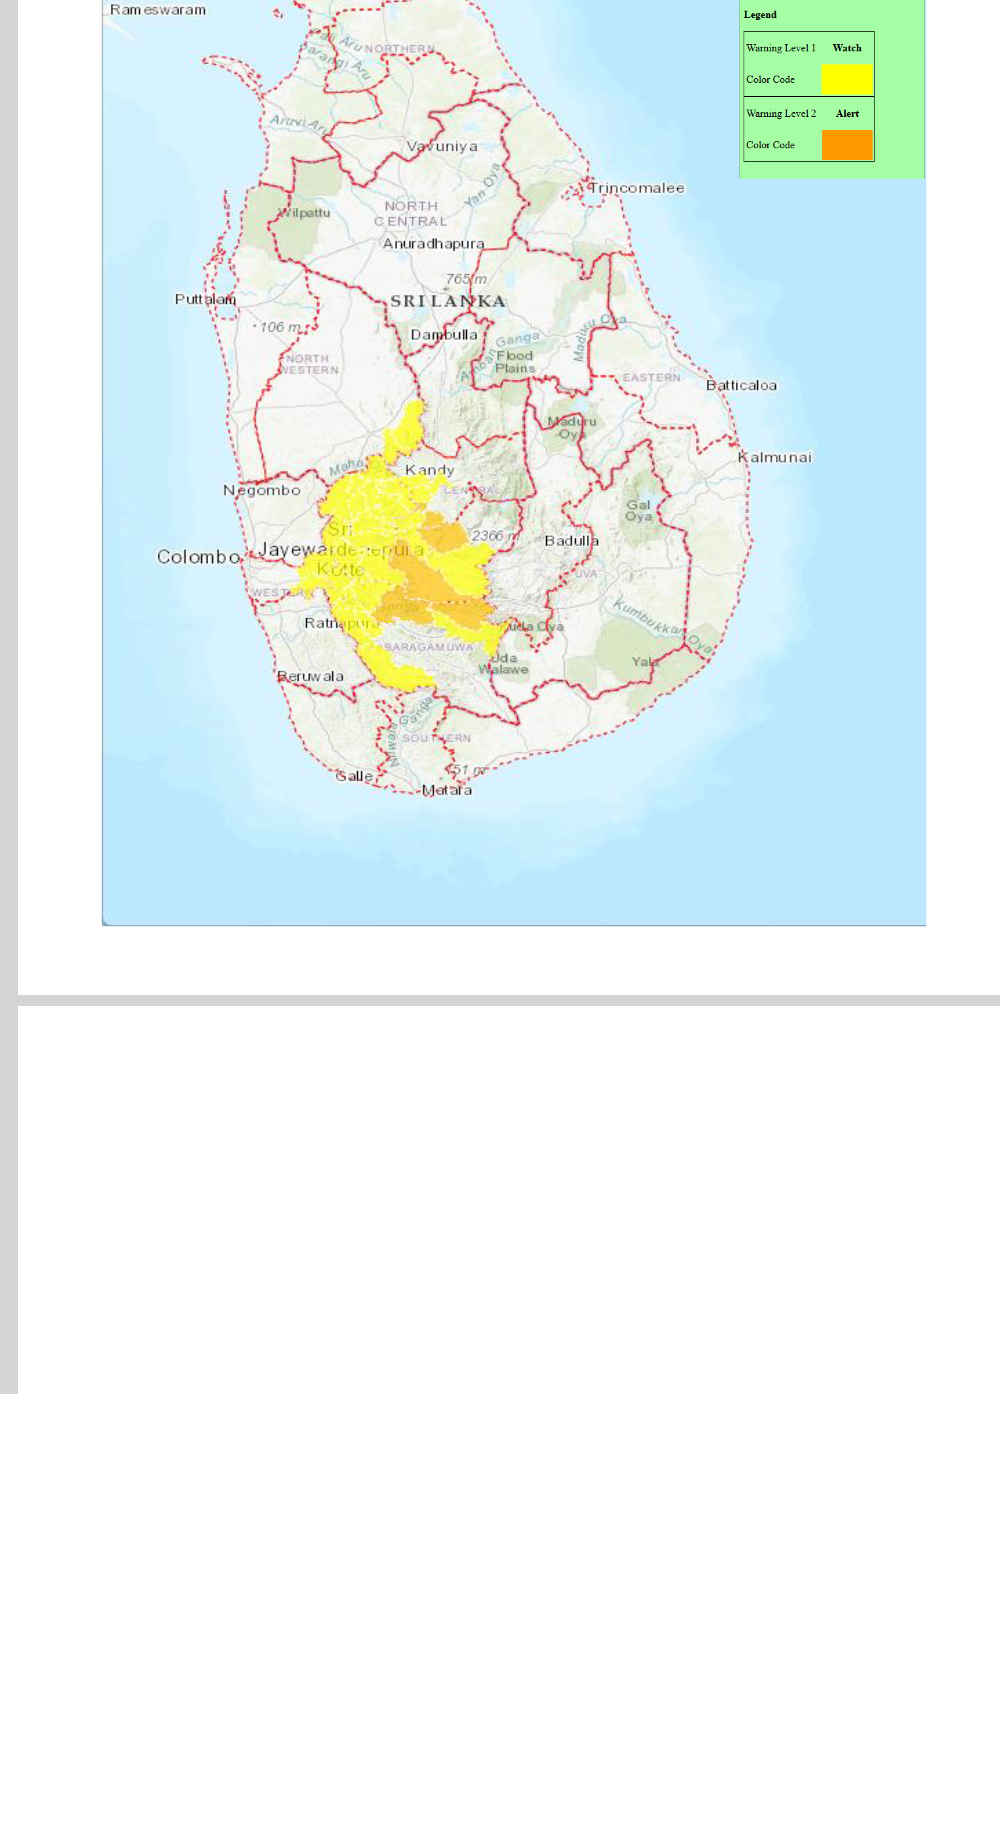 Rameswaram
Legend
Warning Level 1 Watch
Color Code
Warning Level 2 Alert
Color Code
Pali Aru
NORTHERN
Parangi Aru
Aruvi Aru
Vavuniya
Yan Oya
Trincomalee
Wilpattu
NORTH
CENTRAL
Anuradhapura
765 m
Puttalam
SRI LANKA
106 m
Dambulla
Amban Ganga
Maduru Oya
Flood
Plains
NORTH
WESTERN
EASTERN
Batticaloa
Maduru
Oya
Kalmunai
Maha
Kandy
Negombo
CENTRAL
Gal
Oya
Sri
Jayewardenepura
Kotte
2366 m
Badulla
Colombo
UVA
WESTERN
Ganga
Kumbukkan Oya
Ratnapura
uda Oya
SABARAGAMUWA
Uda
Walawe
Yala
Beruwala
Nilwala Ganga
SOUTHERN
51 m
Galle
Matara